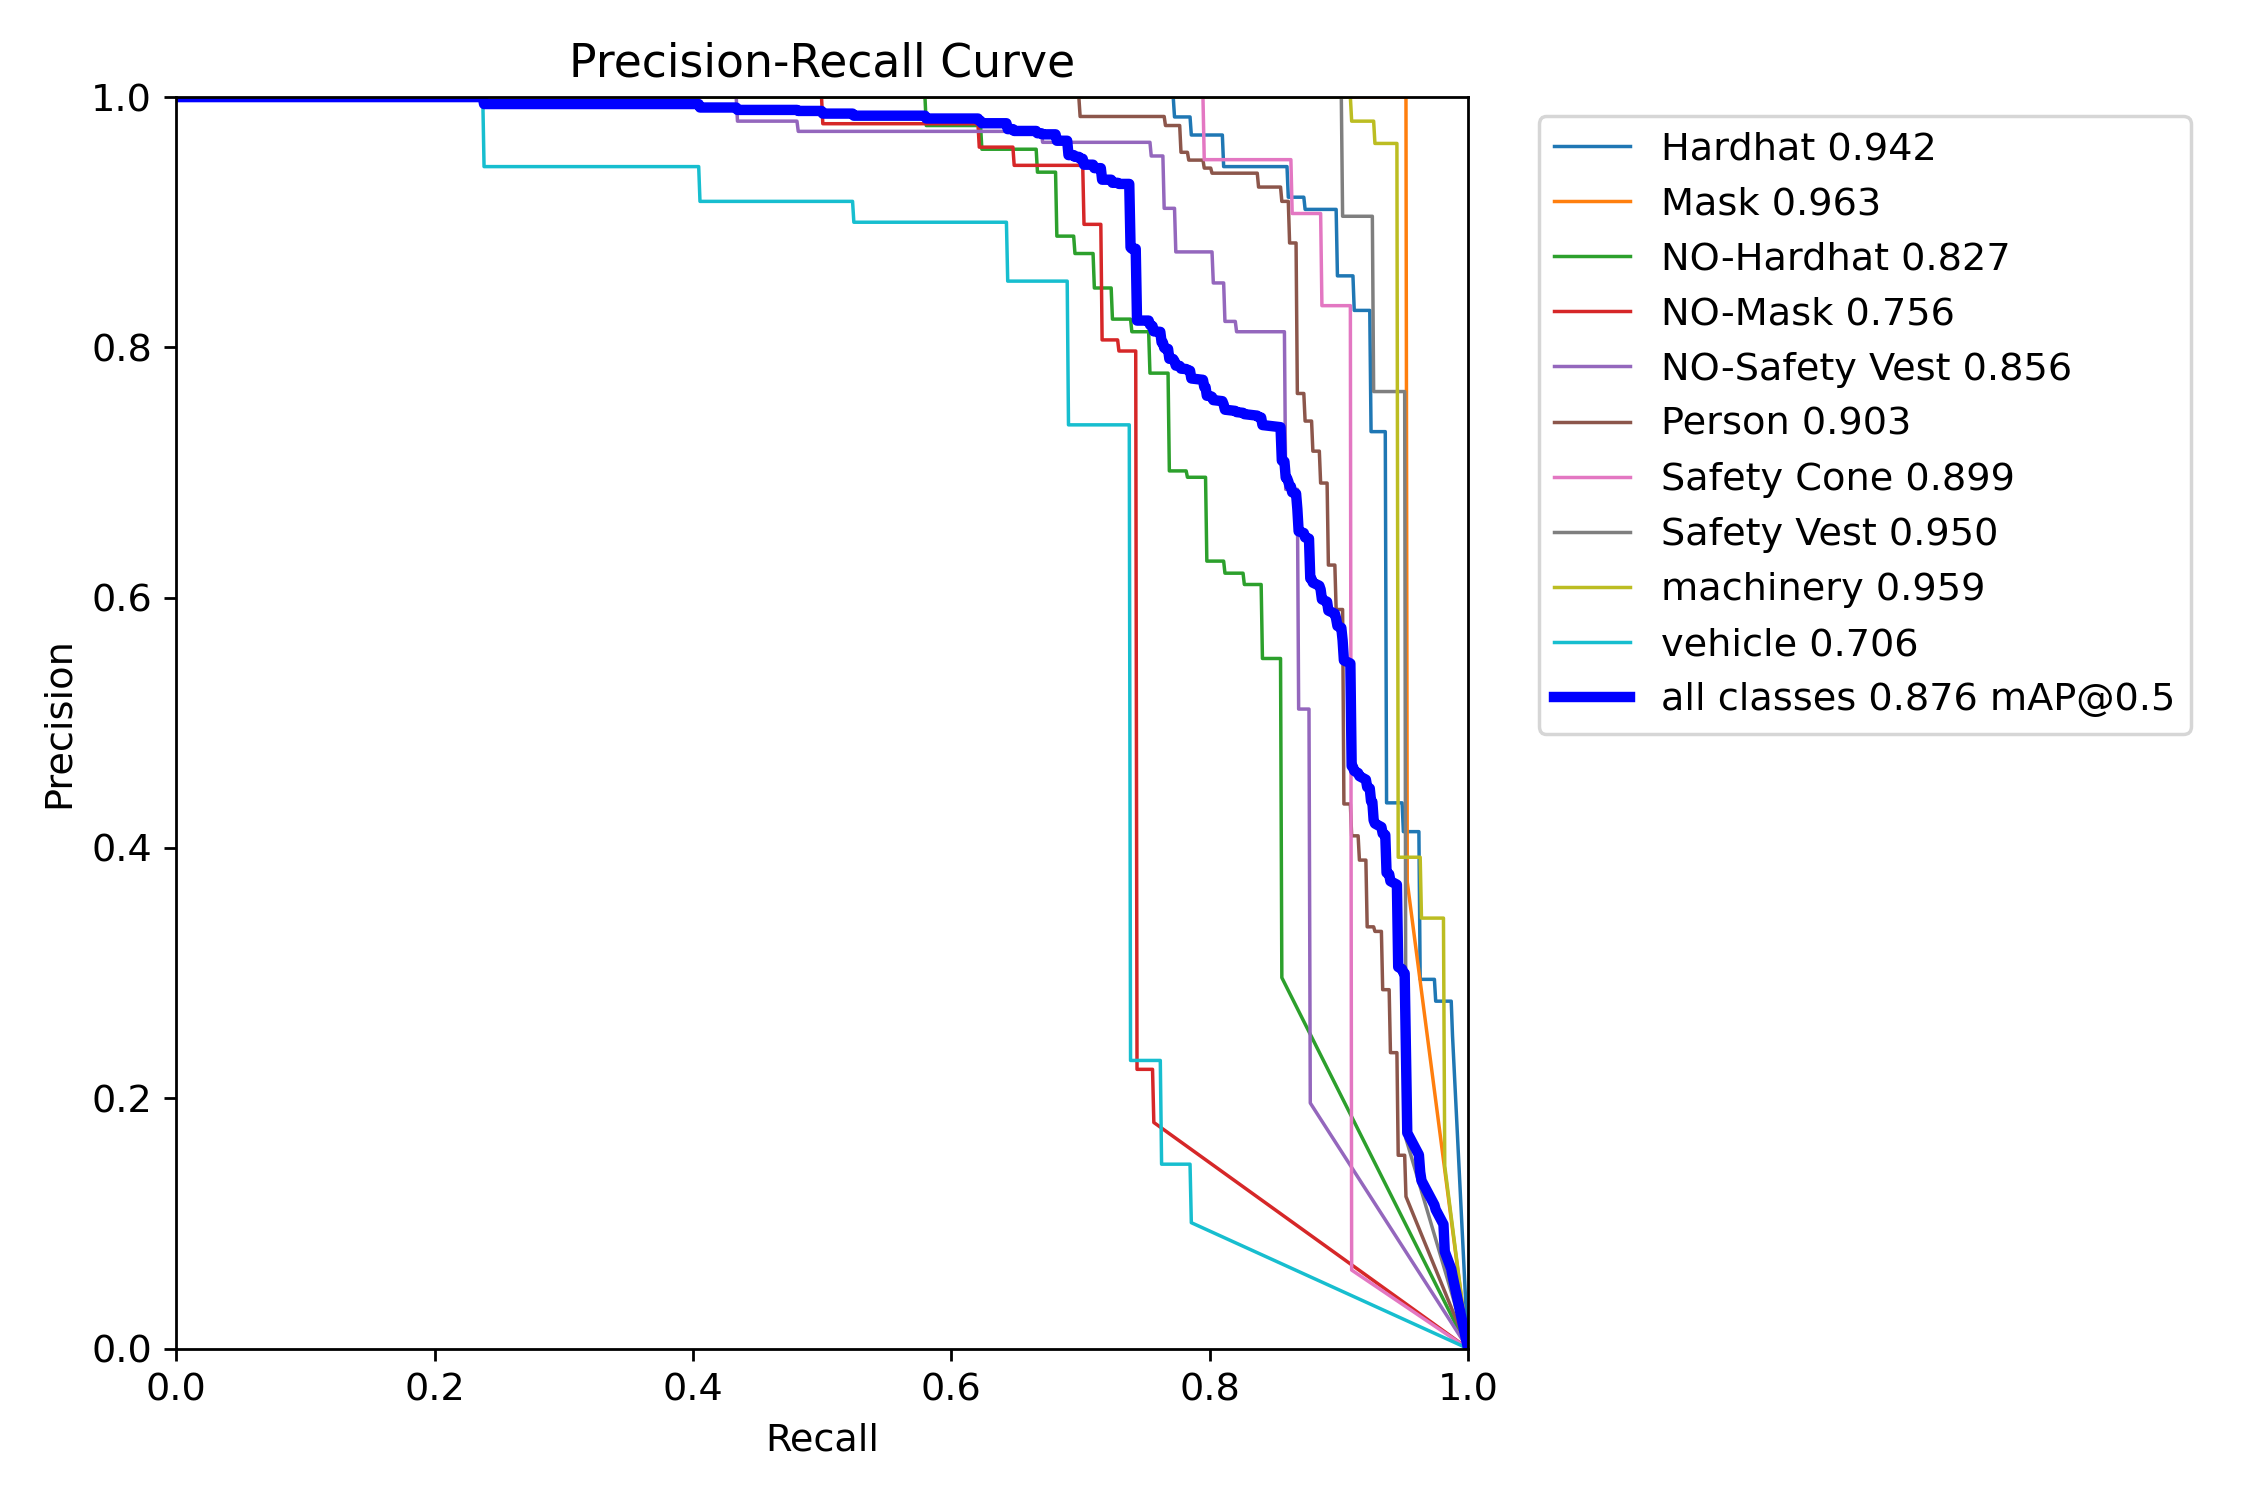 Precision-Recall Curve
1.0
0.8
0.6
0.4
0.2
0.0
Precision
0.0 0.2 0.4 0.6 0.8 1.0
Recall
Hardhat 0.942
Mask 0.963
NO-Hardhat 0.827
NO-Mask 0.756
NO-Safety Vest 0.856
Person 0.903
Safety Cone 0.899
Safety Vest 0.950
machinery 0.959
vehicle 0.706
all classes 0.876 mAP@0.5